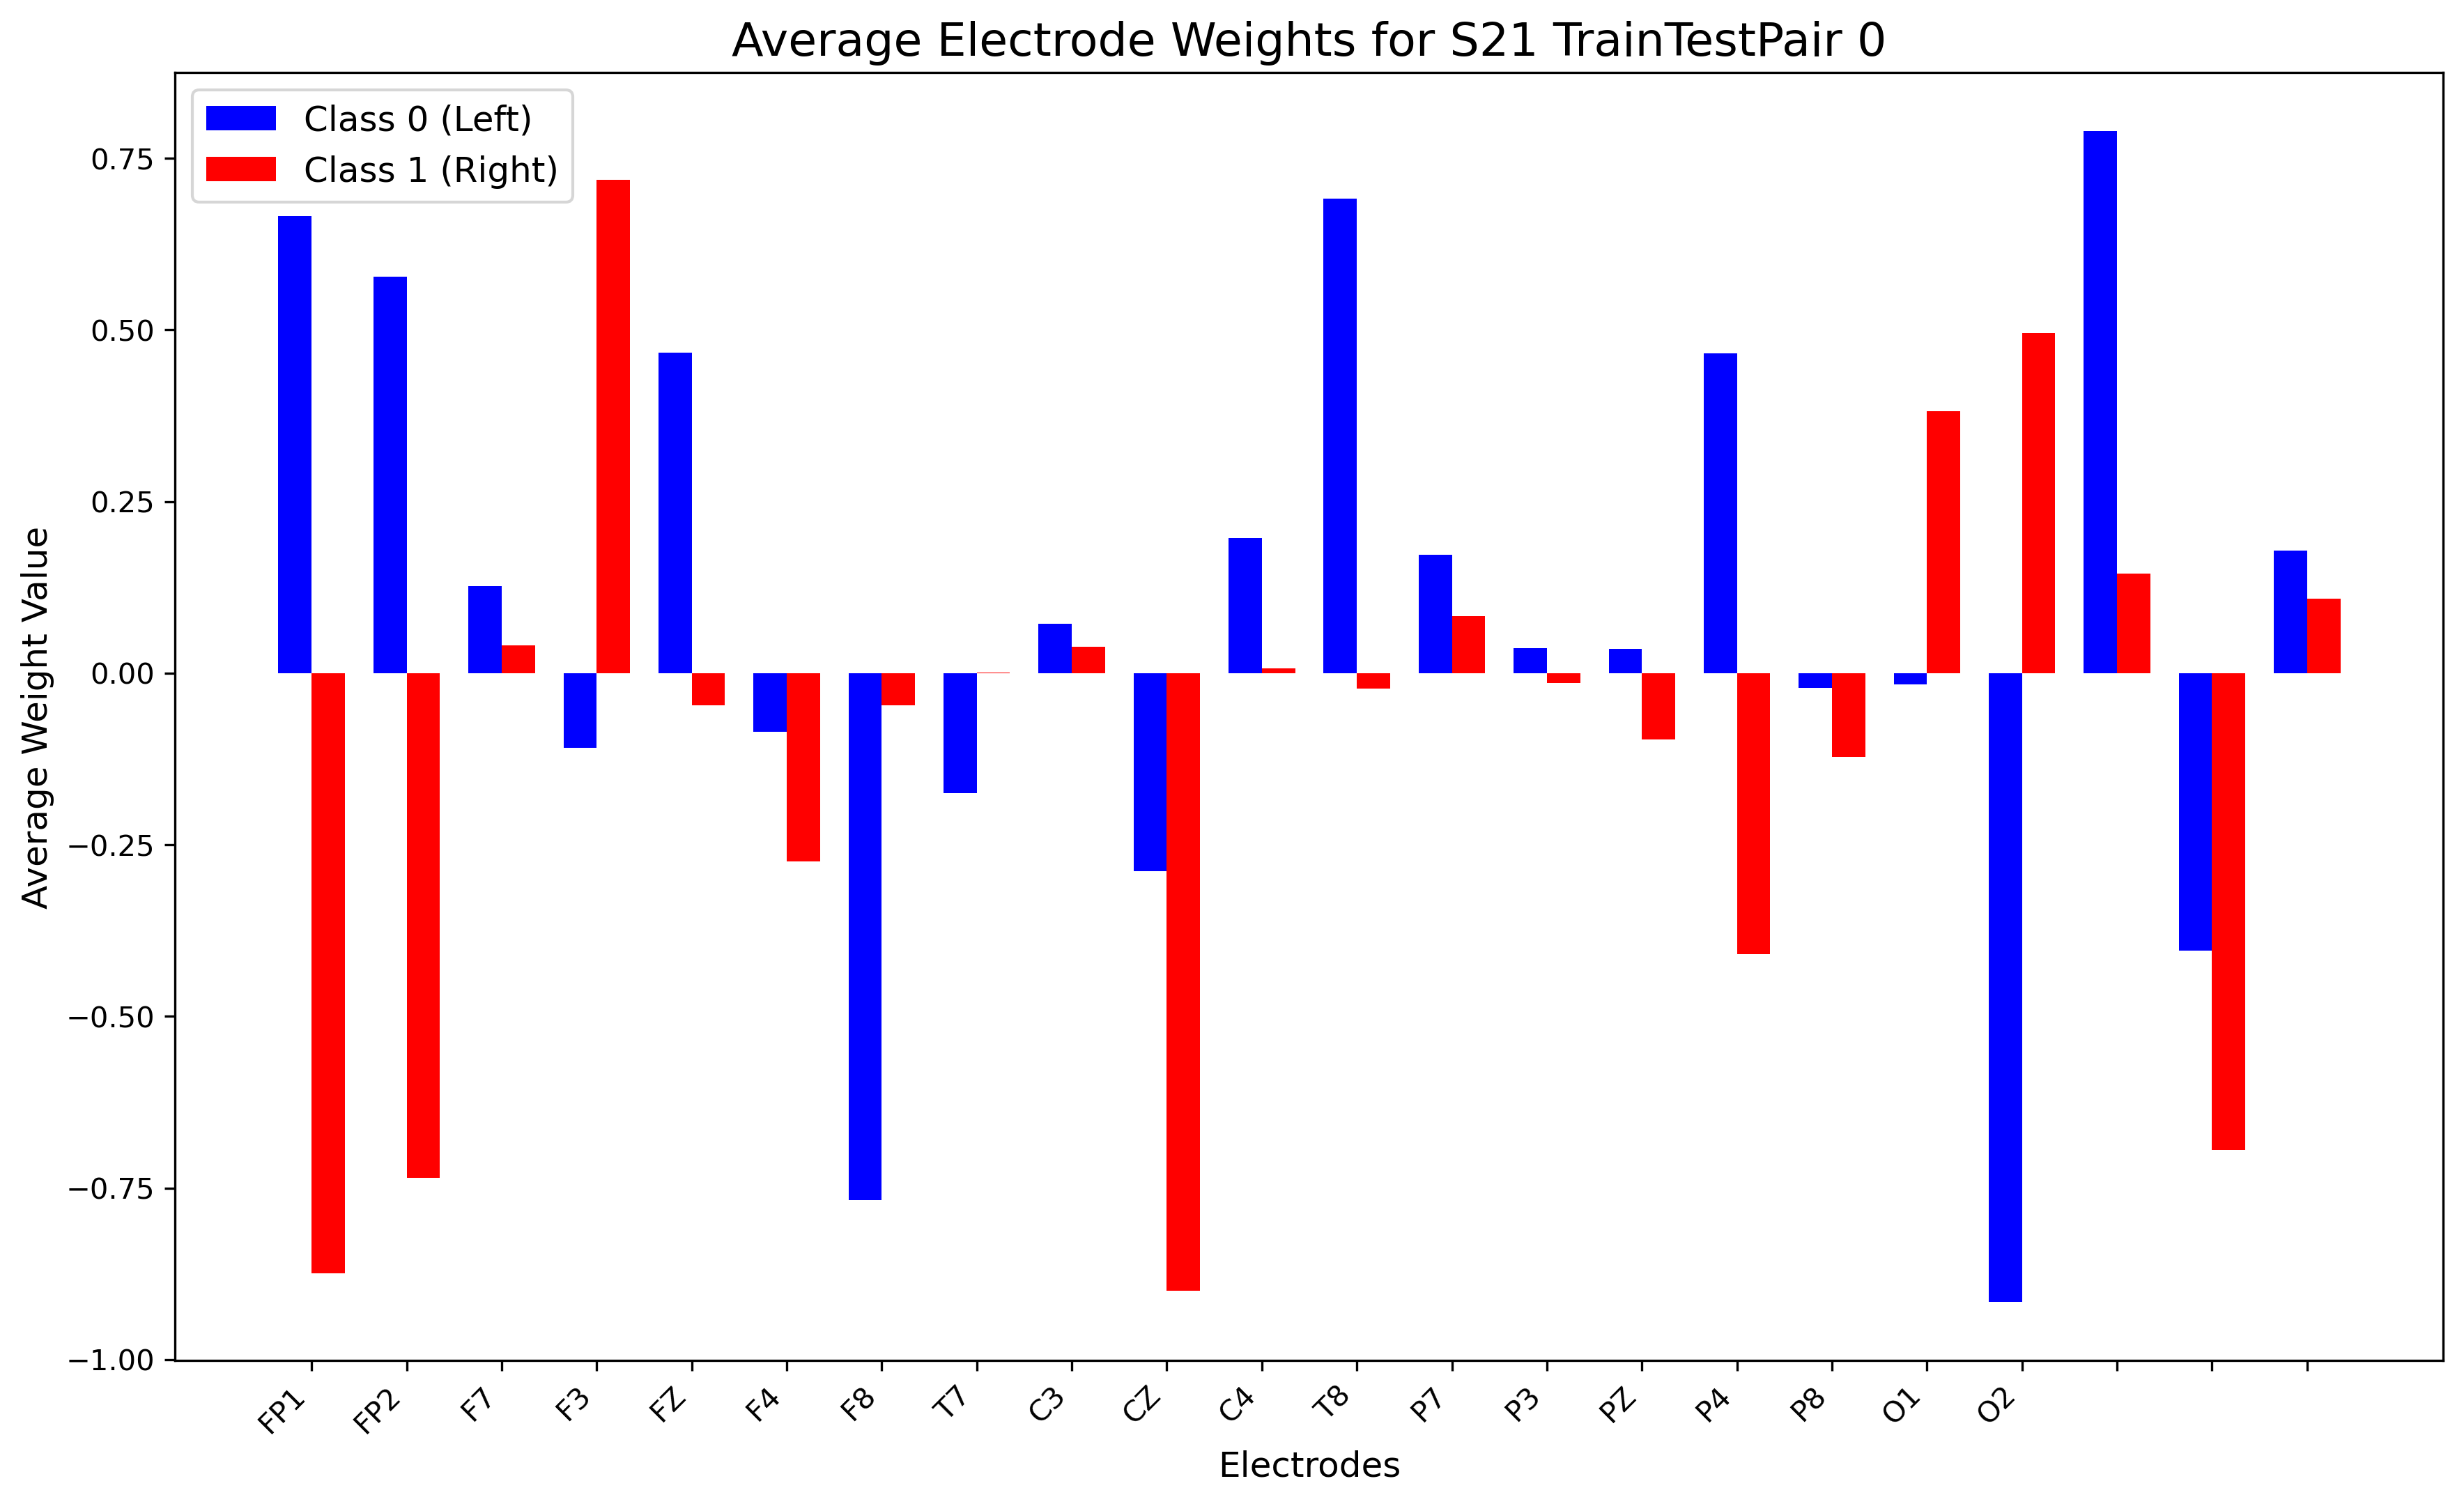 Average Electrode Weights for S21 TrainTestPair 0
Class 0 (Left)
Class 1 (Right)
0.75
0.50
0.25
0.00
−0.25
−0.50
−0.75
−1.00
Average Weight Value
FP1 FP2 F7 F3 FZ F4 F8 T7 C3 CZ C4 T8 P7 P3 PZ P4 P8 O1 O2
Electrodes